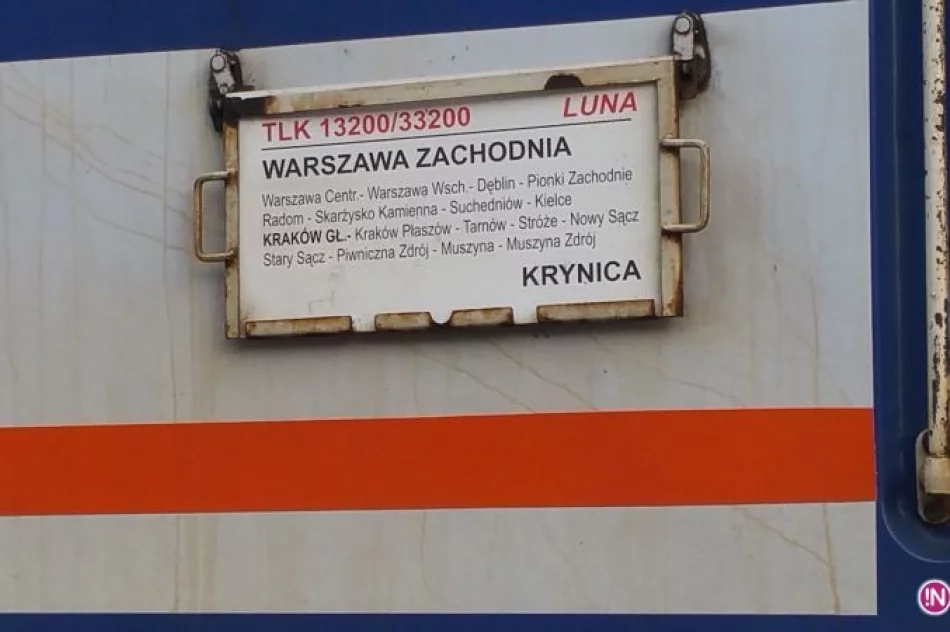 TLK 13200/33200 LUNA
WARSZAWA ZACHODNIA
Warszawa Centr.- Warszawa Wsch.- Dęblin - Pionki Zachodnie
Radom - Skarżysko Kamienna - Suchedniów - Kielce
KRAKÓW GŁ.- Kraków Płaszów - Tarnów - Stróże - Nowy Sącz
Stary Sącz - Piwniczna Zdrój - Muszyna - Muszyna Zdrój
KRYNICA
!N